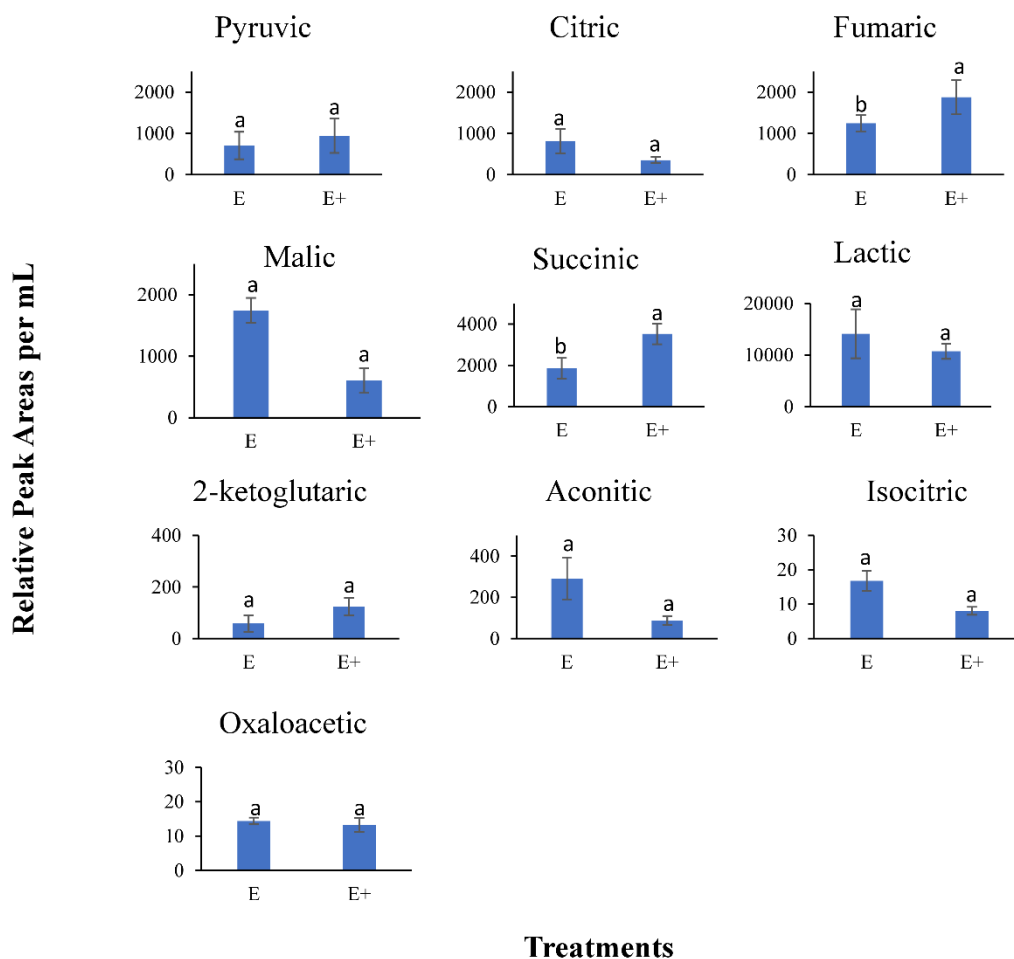 Pyruvic
2000
1000
0
a
a
E
E+
Citric
2000
1000
0
a
a
E
E+
Fumaric
2000
1000
0
b
a
E
E+
Relative Peak Areas per mL
Malic
2000
1000
0
a
a
E
E+
Succinic
4000
2000
0
b
a
E
E+
Lactic
20000
10000
0
a
a
E
E+
2-ketoglutaric
400
200
0
a
a
E
E+
Aconitic
400
200
0
a
a
E
E+
Isocitric
30
20
10
0
a
a
E
E+
Oxaloacetic
30
20
10
0
a
a
E
E+
Treatments